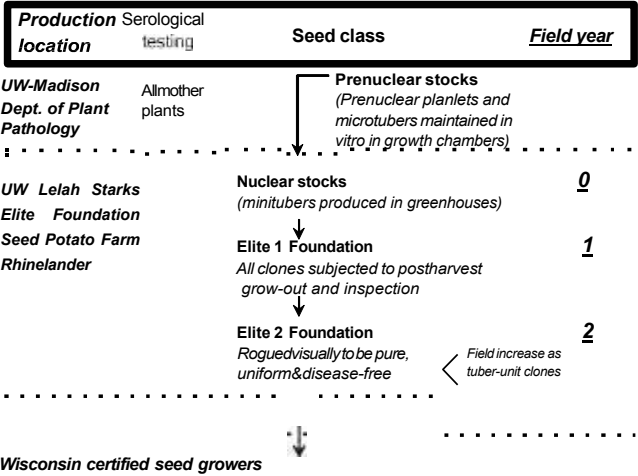 Production Serological
location testing Seed class Field year
UW-Madison
Dept. of Plant
Pathology
Allmother
plants
Prenuclear stocks
(Prenuclear planlets and
microtubers maintained in
vitro in growth chambers)
UW Lelah Starks
Elite Foundation
Seed Potato Farm
Rhinelander
Nuclear stocks 0
(minitubers produced in greenhouses)
Elite 1 Foundation 1
All clones subjected to postharvest
grow-out and inspection
Elite 2 Foundation 2
Roguedvisuallytobe pure,
uniform&disease-free
Field increase as
tuber-unit clones
Wisconsin certified seed growers